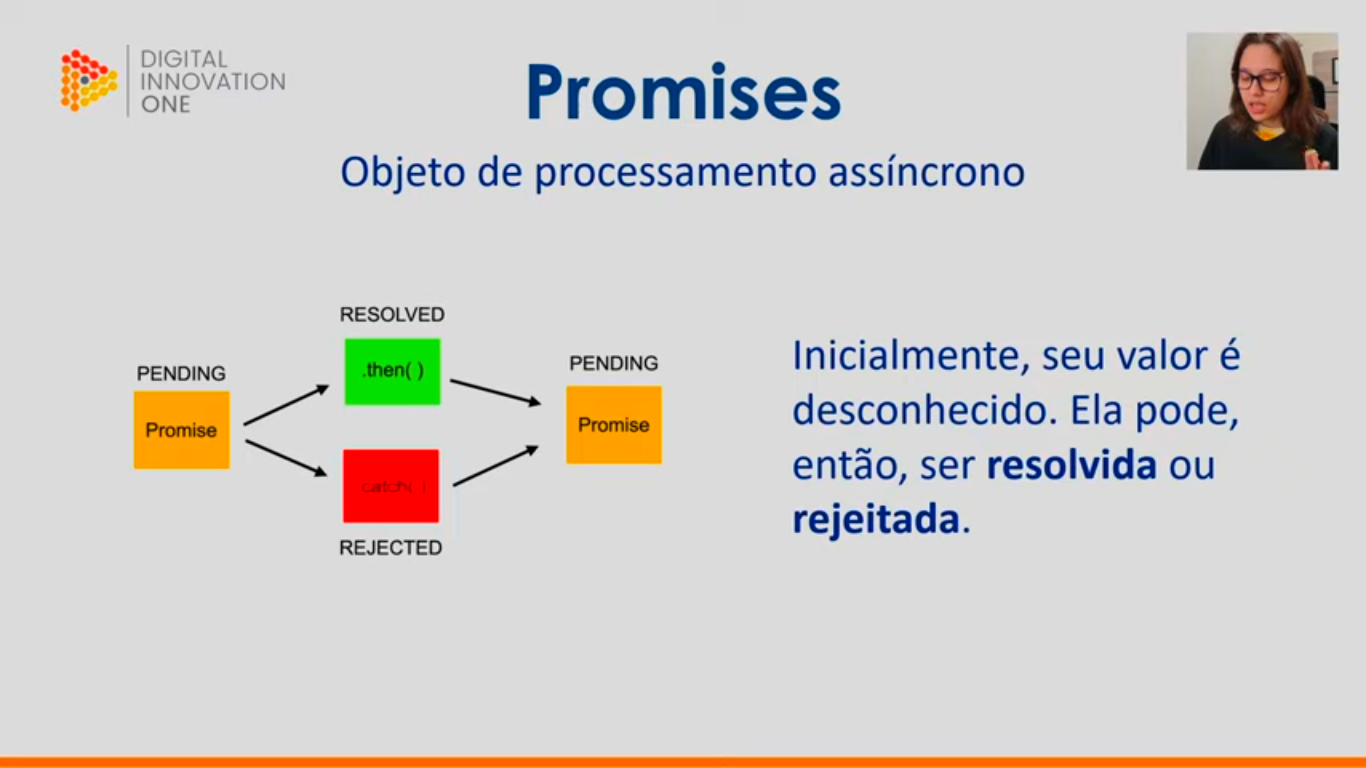 DIGITAL
INNOVATION
ONE
Promises
Objeto de processamento assíncrono
RESOLVED
.then( )
PENDING
Promise
PENDING
Promise
catch( )
REJECTED
Inicialmente, seu valor é
desconhecido. Ela pode,
então, ser resolvida ou
rejeitada.